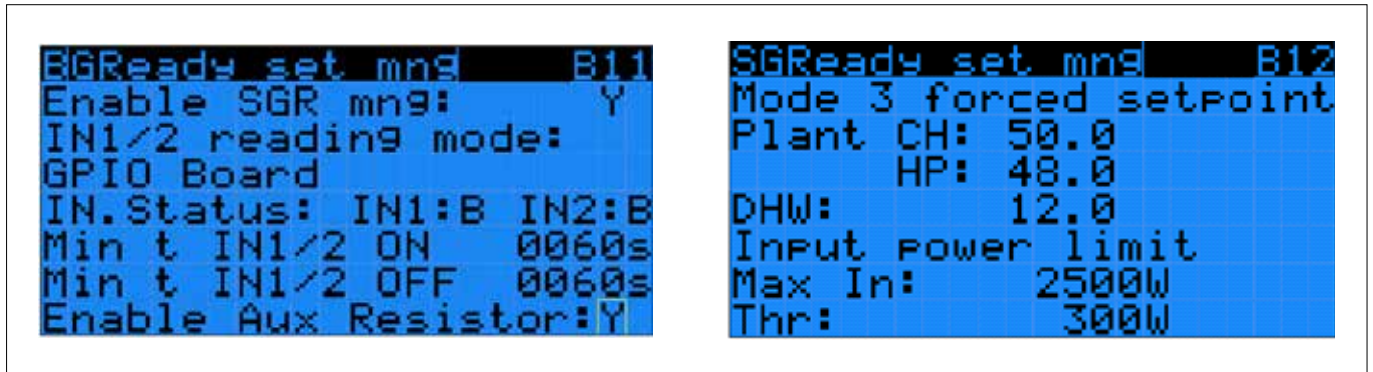 BGReady set mng B11
Enable SGR mng: Y
IN1/2 reading mode:
GPIO Board
IN.Status: IN1:B IN2:B
Min t IN1/2 ON 0060s
Min t IN1/2 OFF 0060s
Enable Aux Resistor:Y
SGReady set mng B12
Mode 3 forced setpoint
Plant CH: 50.0
HP: 48.0
DHW: 12.0
Input power limit
Max In: 2500W
Thr: 300W